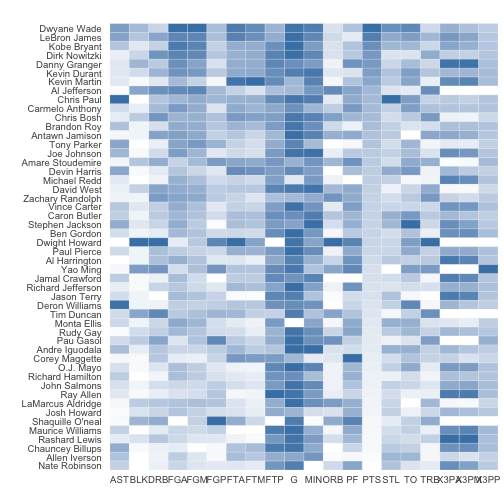 Dwyane Wade
LeBron James
Kobe Bryant
Dirk Nowitzki
Danny Granger
Kevin Durant
Kevin Martin
Al Jefferson
Chris Paul
Carmelo Anthony
Chris Bosh
Brandon Roy
Antawn Jamison
Tony Parker
Joe Johnson
Amare Stoudemire
Devin Harris
Michael Redd
David West
Zachary Randolph
Vince Carter
Caron Butler
Stephen Jackson
Ben Gordon
Dwight Howard
Paul Pierce
Al Harrington
Yao Ming
Jamal Crawford
Richard Jefferson
Jason Terry
Deron Williams
Tim Duncan
Monta Ellis
Rudy Gay
Pau Gasol
Andre Iguodala
Corey Maggette
O.J. Mayo
Richard Hamilton
John Salmons
Ray Allen
LaMarcus Aldridge
Josh Howard
Shaquille O'neal
Maurice Williams
Rashard Lewis
Chauncey Billups
Allen Iverson
Nate Robinson
AST BLK DRB FGA FGM FGP FTA FTM FTP G MIN ORB PF PTS STL TO TRB X3PA X3PM X3PP